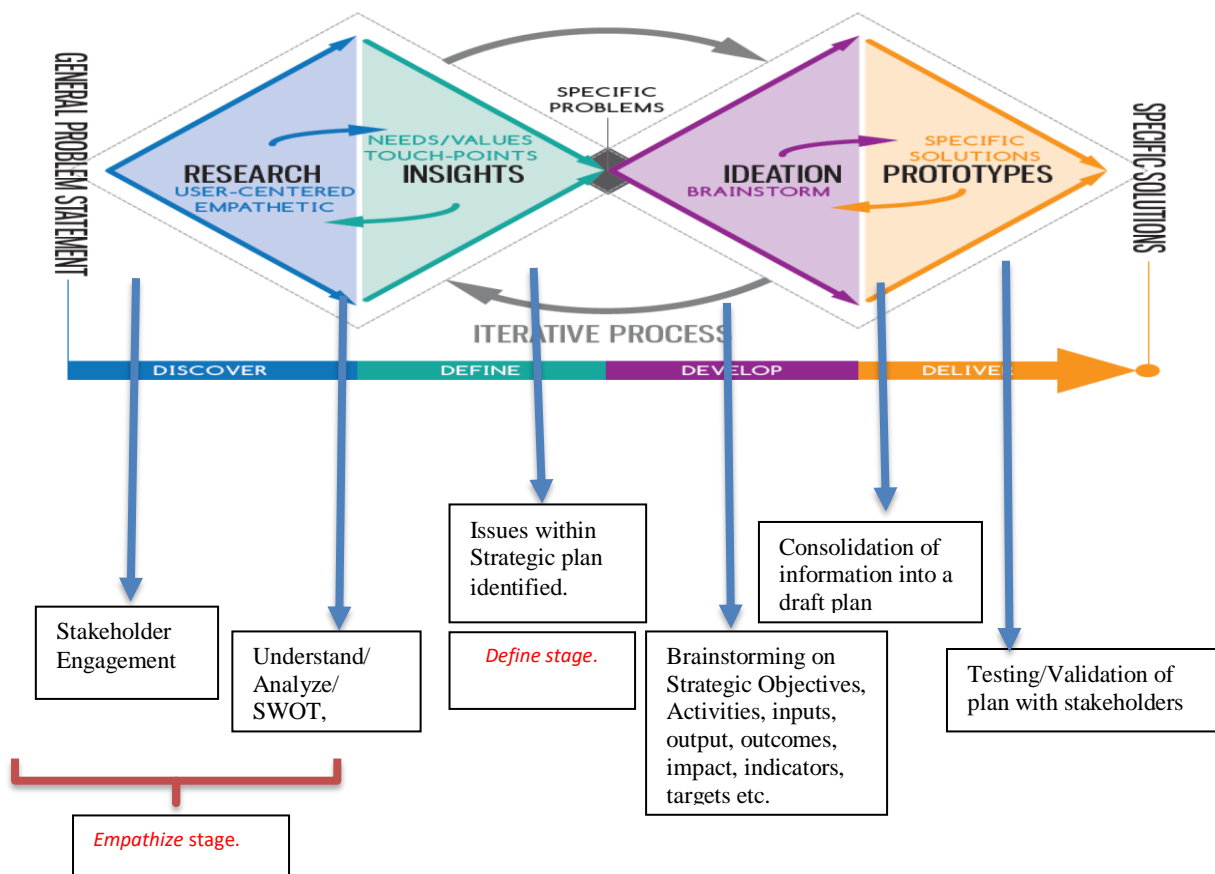 GENERAL PROBLEM STATEMENT
RESEARCH
USER-CENTERED
EMPATHETIC
NEEDS/VALUES
TOUCH-POINTS
INSIGHTS
SPECIFIC
PROBLEMS
IDEATION
BRAINSTORM
SPECIFIC
SOLUTIONS
PROTOTYPES
SPECIFIC SOLUTIONS
ITERATIVE PROCESS
DISCOVER
DEFINE
DEVELOP
DELIVER
Stakeholder
Engagement
Understand/
Analyze/
SWOT,
Empathize stage.
Issues within
Strategic plan
identified.
Define stage.
Brainstorming on
Strategic Objectives,
Activities, inputs,
output, outcomes,
impact, indicators,
targets etc.
Consolidation of
information into a
draft plan
Testing/Validation of
plan with stakeholders